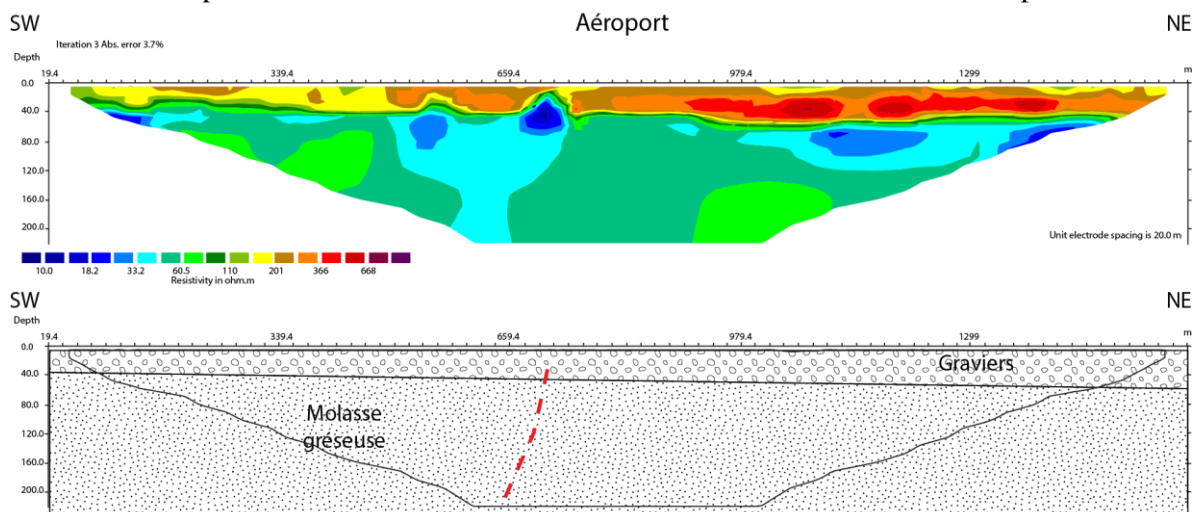 SW Aéroport NE
Iteration 3 Abs. error 3.7%
Depth
19.4 339.4 659.4 979.4 1299 m
0.0
40.0
80.0
120.0
160.0
200.0
Unit electrode spacing is 20.0 m
10.0 18.2 33.2 60.5 110 201 366 668
Resistivity in ohm.m
SW NE
Depth
19.4 339.4 659.4 979.4 1299 m
0.0
Graviers
40.0
80.0
Molasse
120.0
gréseuse
160.0
200.0